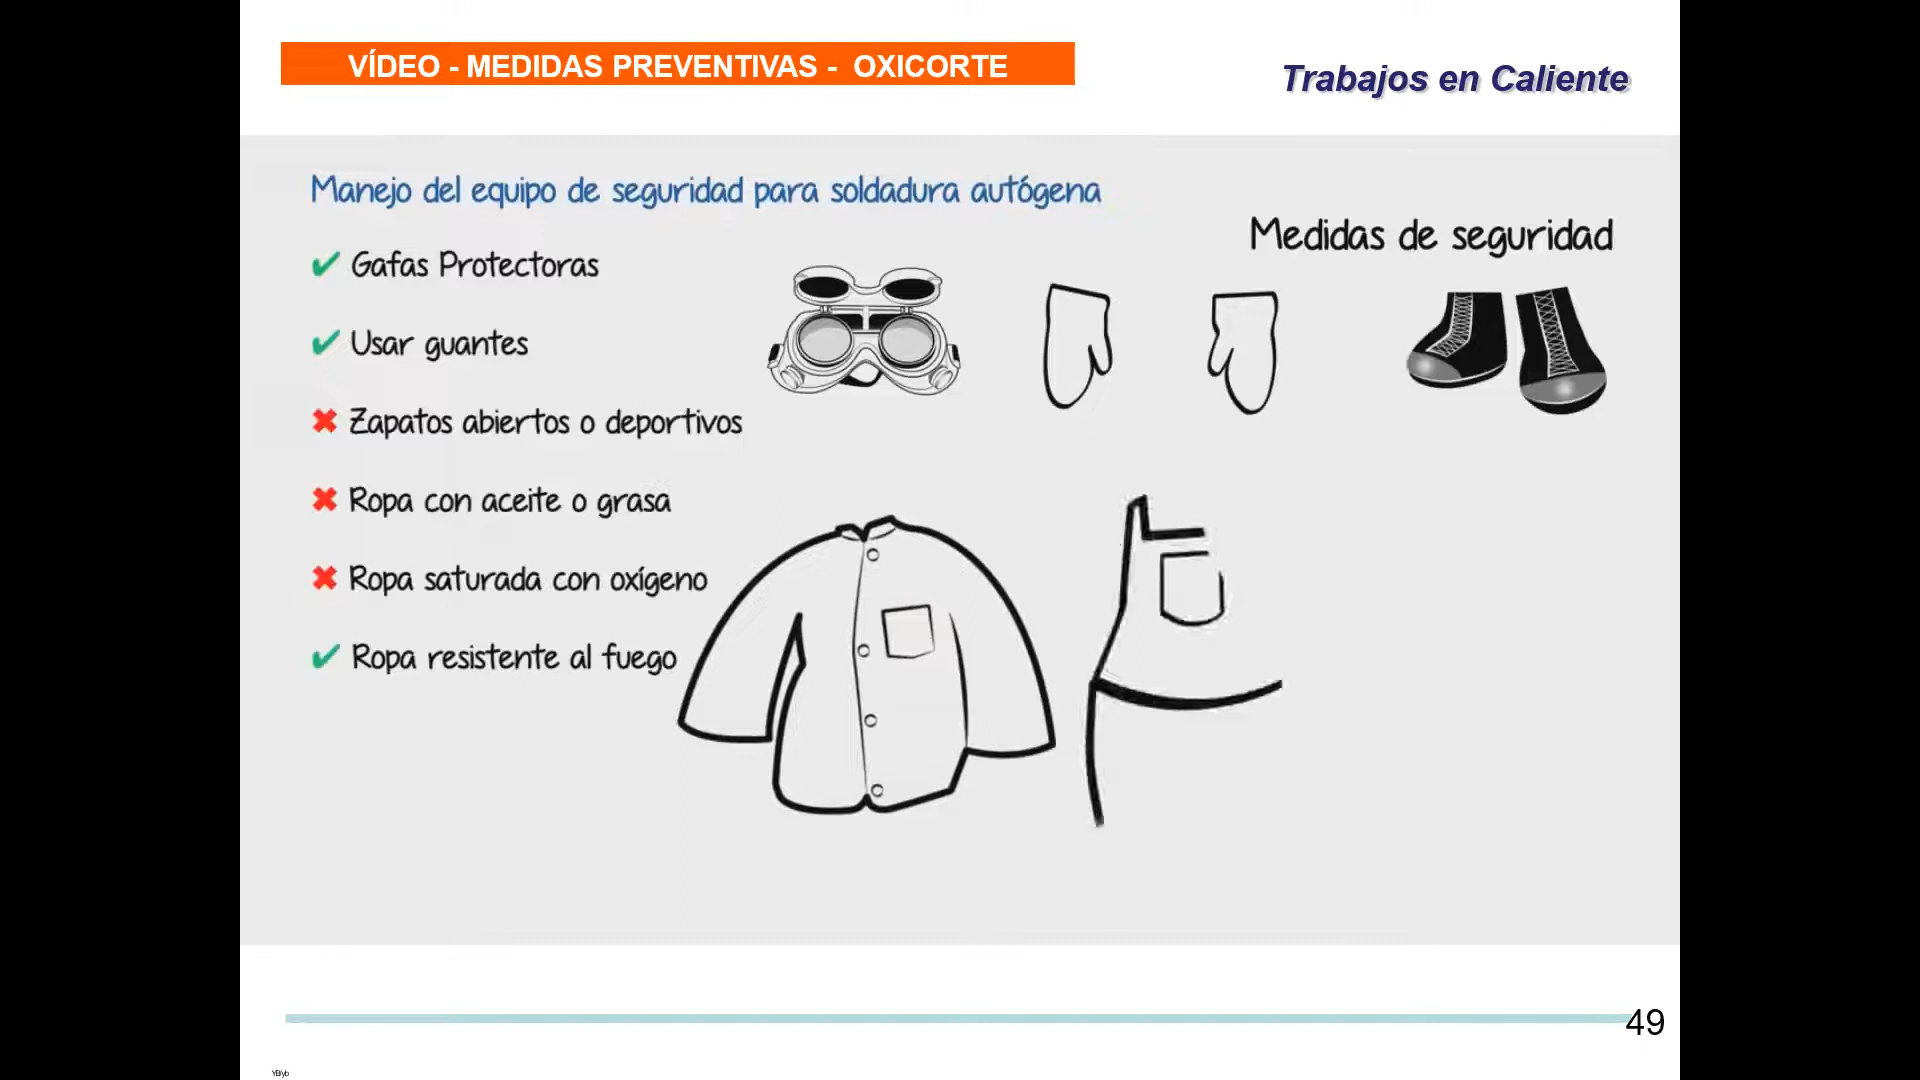 VÍDEO - MEDIDAS PREVENTIVAS - OXICORTE
Trabajos en Caliente
Manejo del equipo de seguridad para soldadura autógena
Medidas de seguridad
✔ Gafas Protectoras
✔ Usar guantes
✖ Zapatos abiertos o deportivos
✖ Ropa con aceite o grasa
✖ Ropa saturada con oxígeno
✔ Ropa resistente al fuego
49